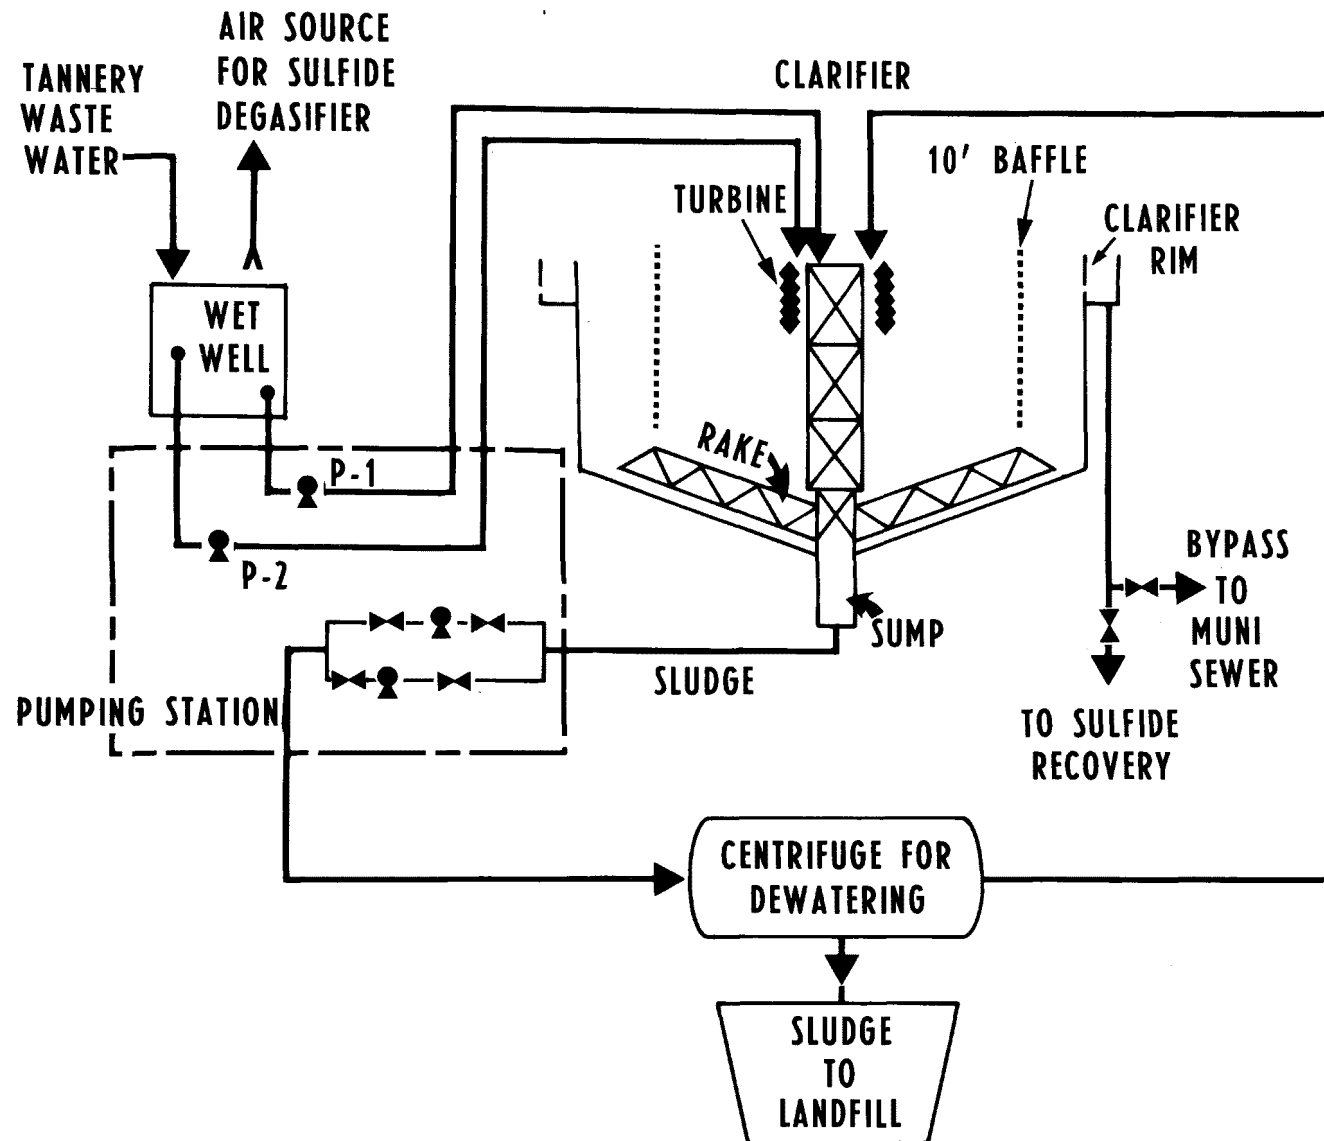 AIR SOURCE
FOR SULFIDE
DEGASIFIER
TANNERY
WASTE
WATER
CLARIFIER
10' BAFFLE
TURBINE
CLARIFIER
RIM
WET
WELL
RAKE
P-1
P-2
BYPASS
TO
MUNI
SEWER
SUMP
SLUDGE
PUMPING STATION
TO SULFIDE
RECOVERY
CENTRIFUGE FOR
DEWATERING
SLUDGE
TO
LANDFILL